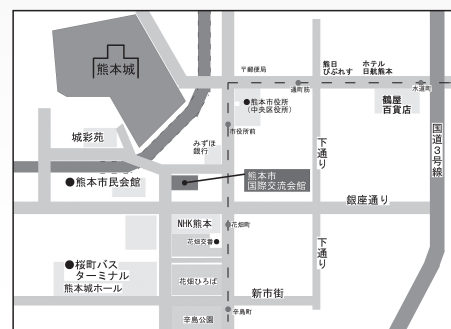 熊本城
〒郵便局
熊日
びぷれす
ホテル
日航熊本
通町筋
水道町
熊本市役所
（中央区役所）
鶴屋
百貨店
城彩苑
みずほ
銀行
市役所前
下通り
国道3号線
熊本市民会館
熊本市
国際交流会館
銀座通り
NHK熊本
花畑町
花畑交番
下通り
桜町バス
ターミナル
熊本城ホール
花畑ひろば
新市街
辛島公園
辛島町